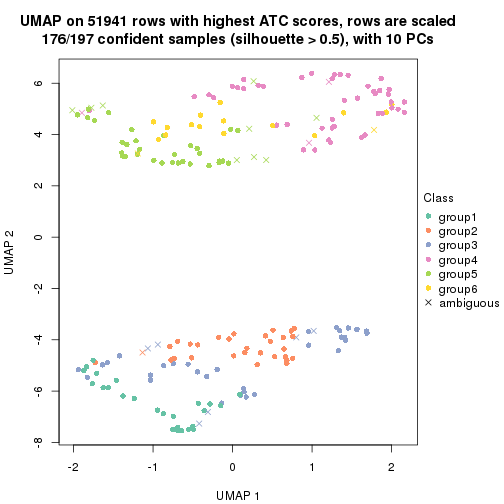 UMAP on 51941 rows with highest ATC scores, rows are scaled
176/197 confident samples (silhouette > 0.5), with 10 PCs
6
4
2
0
-2
-4
-6
-8
UMAP 2
-2
-1
0
1
2
UMAP 1
Class
group1
group2
group3
group4
group5
group6
ambiguous